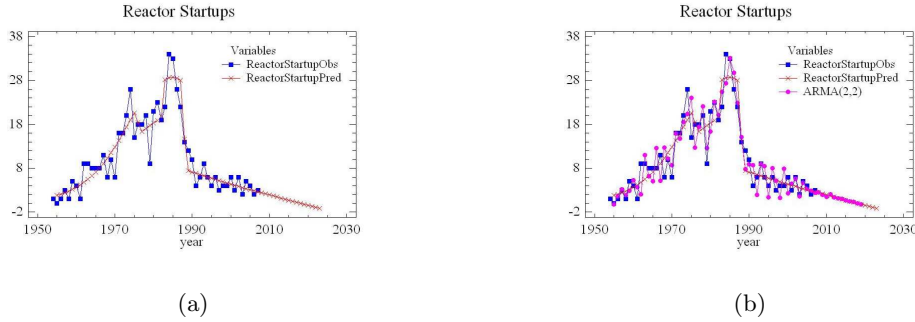 Reactor Startups
38
28
18
8
-2
1950
1970
1990
2010
2030
year
Variables
ReactorStartupObs
ReactorStartupPred
(a)
Reactor Startups
38
28
18
8
-2
1950
1970
1990
2010
2030
year
Variables
ReactorStartupObs
ReactorStartupPred
ARMA(2,2)
(b)